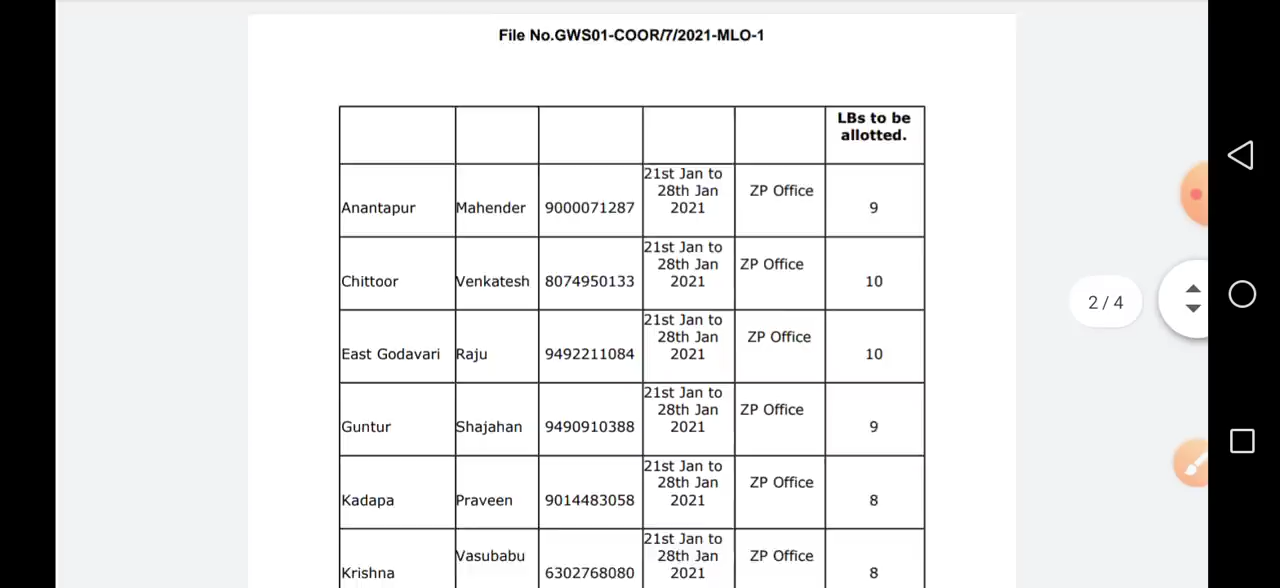 File No.GWS01-COOR/7/2021-MLO-1
LBs to be
allotted.
Anantapur Mahender 9000071287 21st Jan to 28th Jan 2021 ZP Office 9
Chittoor Venkatesh 8074950133 21st Jan to 28th Jan 2021 ZP Office 10
East Godavari Raju 9492211084 21st Jan to 28th Jan 2021 ZP Office 10
Guntur Shajahan 9490910388 21st Jan to 28th Jan 2021 ZP Office 9
Kadapa Praveen 9014483058 21st Jan to 28th Jan 2021 ZP Office 8
Krishna Vasubabu 6302768080 21st Jan to 28th Jan 2021 ZP Office 8
2 / 4